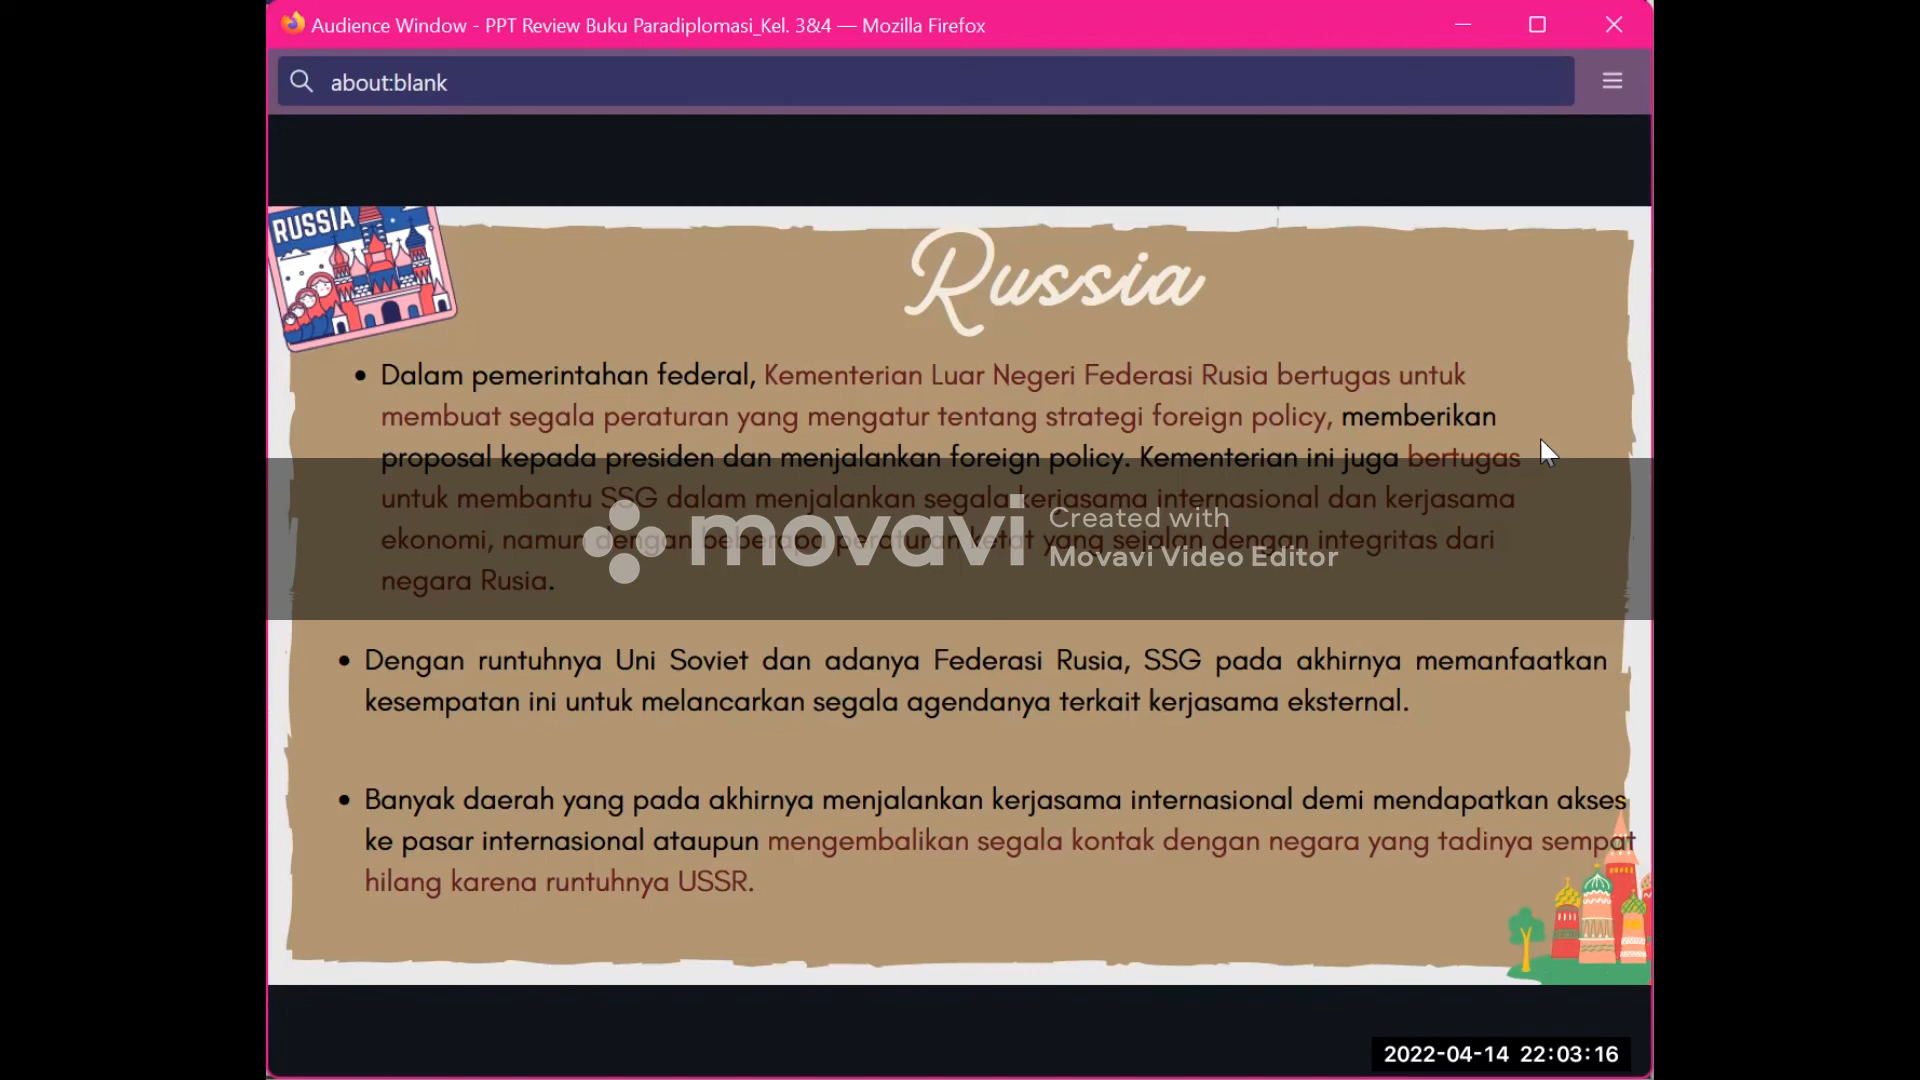 Audience Window - PPT Review Buku Paradiplomasi_Kel. 3&4 — Mozilla Firefox
about:blank
RUSSIA
Russia
Dalam pemerintahan federal, Kementerian Luar Negeri Federasi Rusia bertugas untuk
membuat segala peraturan yang mengatur tentang strategi foreign policy, memberikan
proposal kepada presiden dan menjalankan foreign policy. Kementerian ini juga bertugas
untuk membantu SSG dalam menjalankan segala kerjasama internasional dan kerjasama
ekonomi, namun dengan beberapa peraturan ketat yang sejalan dengan integritas dari
negara Rusia.
movavi
Created with
Movavi Video Editor
Dengan runtuhnya Uni Soviet dan adanya Federasi Rusia, SSG pada akhirnya memanfaatkan
kesempatan ini untuk melancarkan segala agendanya terkait kerjasama eksternal.
Banyak daerah yang pada akhirnya menjalankan kerjasama internasional demi mendapatkan akses
ke pasar internasional ataupun mengembalikan segala kontak dengan negara yang tadinya sempat
hilang karena runtuhnya USSR.
2022-04-14 22:03:16